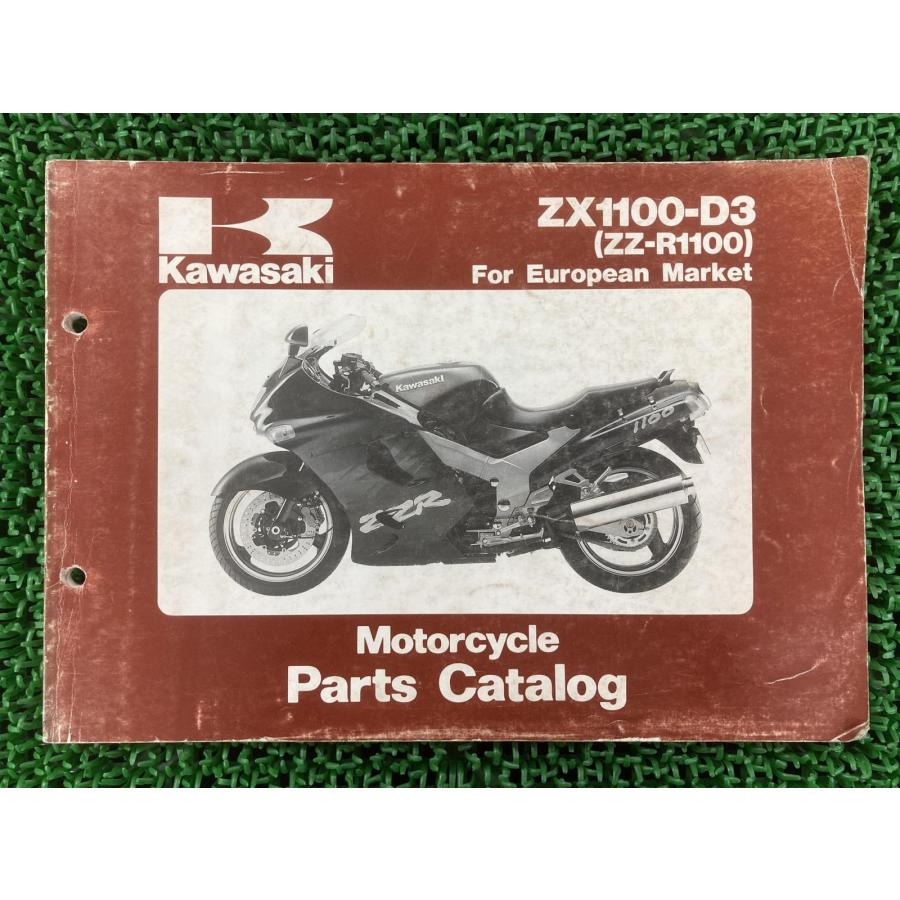 Kawasaki
ZX1100-D3
(ZZ-R1100)
For European Market
Kawasaki
1100
ZZR
Motorcycle
Parts Catalog